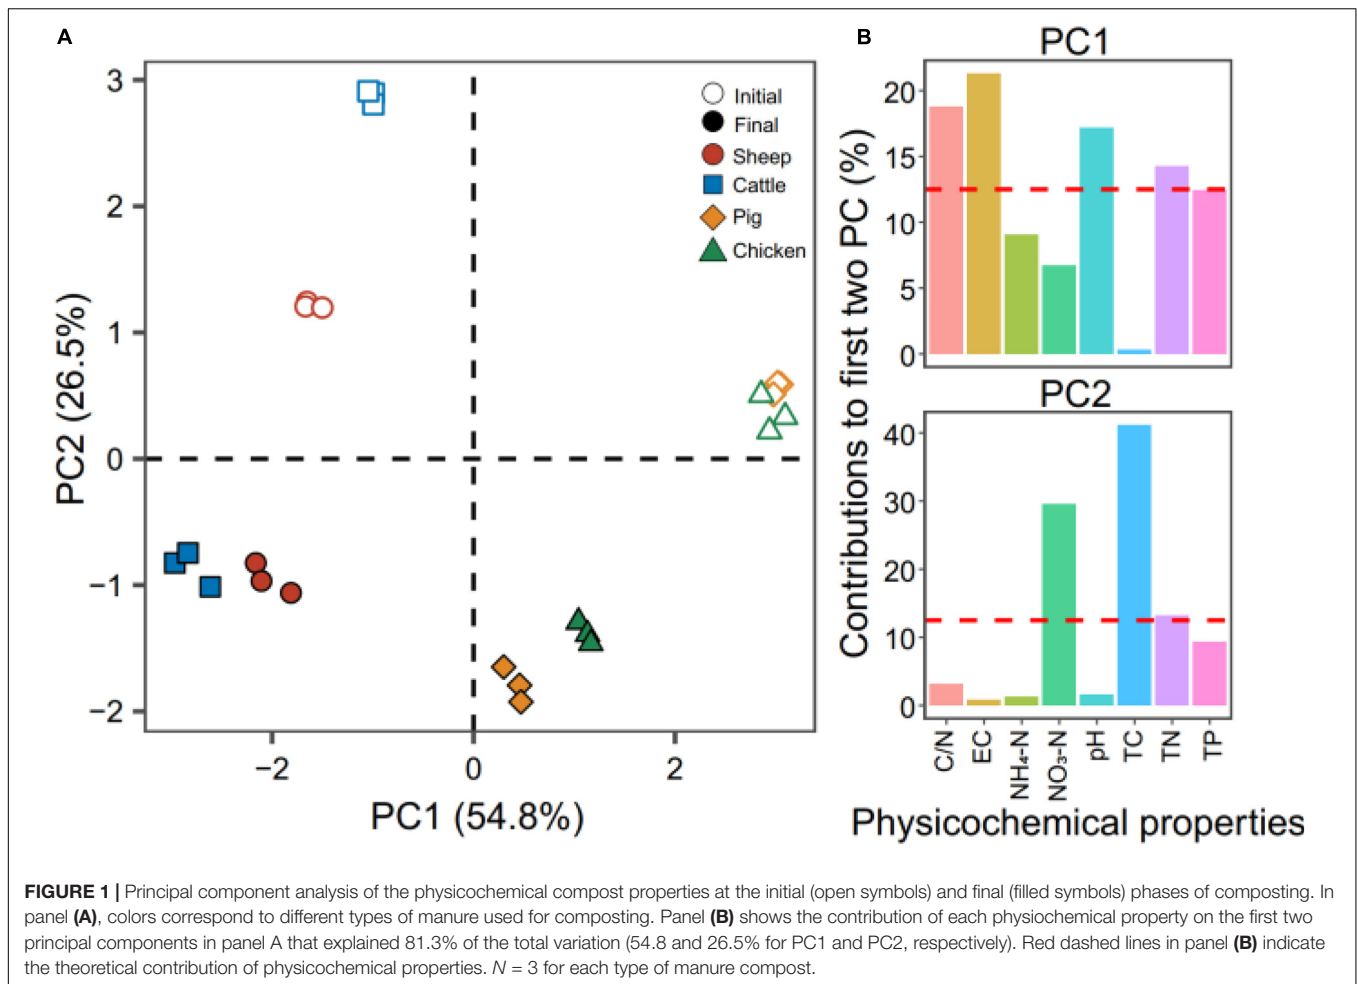 A
PC2 (26.5%)
3
2
1
0
−1
−2
−2
0
2
PC1 (54.8%)
Initial
Final
Sheep
Cattle
Pig
Chicken
B
Contributions to first two PC (%)
PC1
20
15
10
5
0
PC2
40
30
20
10
0
C/N
EC
NH₄-N
NO₃-N
pH
TC
TN
TP
Physicochemical properties
FIGURE 1 | Principal component analysis of the physicochemical compost properties at the initial (open symbols) and final (filled symbols) phases of composting. In
panel (A), colors correspond to different types of manure used for composting. Panel (B) shows the contribution of each physiochemical property on the first two
principal components in panel A that explained 81.3% of the total variation (54.8 and 26.5% for PC1 and PC2, respectively). Red dashed lines in panel (B) indicate
the theoretical contribution of physicochemical properties. N = 3 for each type of manure compost.